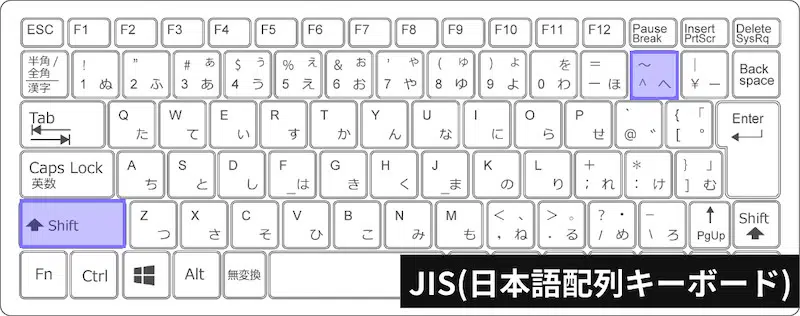 ESC F1 F2 F3 F4 F5 F6 F7 F8 F9 F10 F11 F12 Pause Break Insert PrtScr Delete SysRq
半角/全角 漢字 ! 1 ぬ " 2 ふ # ぁ 3 あ $ ぅ 4 う % ぇ 5 え & ぉ 6 お ' ゃ 7 や ( ゅ 8 ゆ ) ょ 9 よ を 0 わ = － ほ ～ ^ へ | ¥ ー Back space
Tab Q た W て E い R す T か Y ん U な I に O ら P せ ` @ ゛ { 「 [ ゜ Enter
Caps Lock 英数 A ち S と D し F _ は G き H く J _ ま K の L り + ; れ * : け } 」 ] む
Shift Z つ X さ C そ V ひ B こ N み M も < 、 , ね > 。 . る ? ・ / め _ \ ろ PgUp Shift
Fn Ctrl Alt 無変換 JIS(日本語配列キーボード)